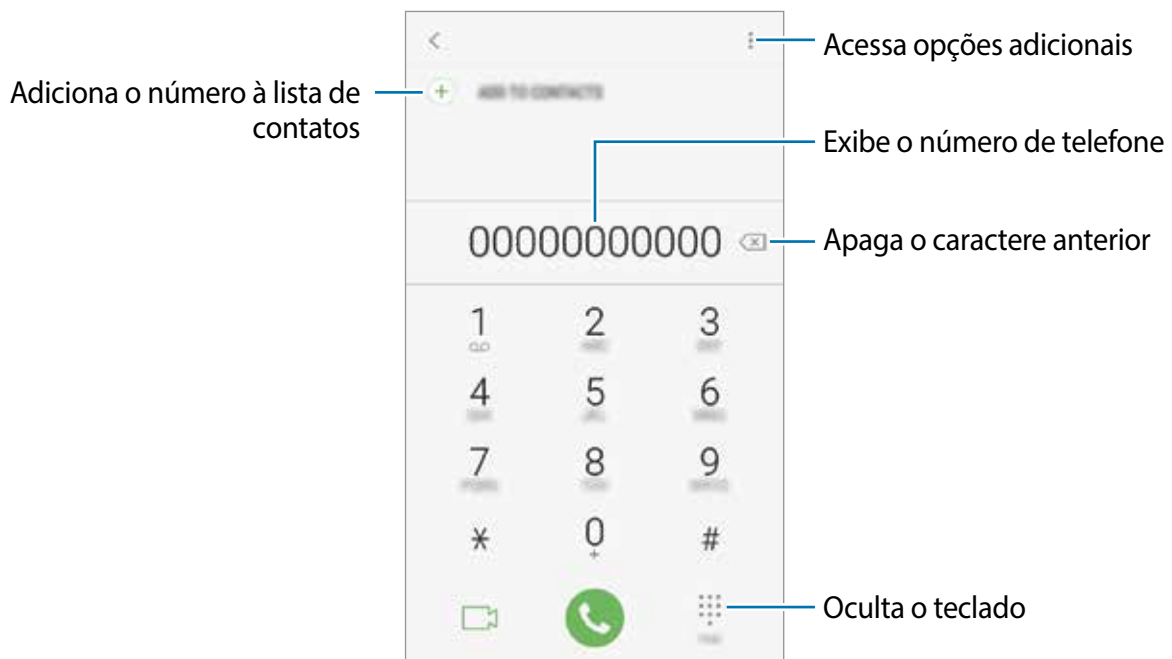 Acessa opções adicionais
Adiciona o número à lista de
contatos
ADD TO CONTACTS
Exibe o número de telefone
00000000000
Apaga o caractere anterior
1 2 3
4 5 6
7 8 9
* 0 #
+
Oculta o teclado